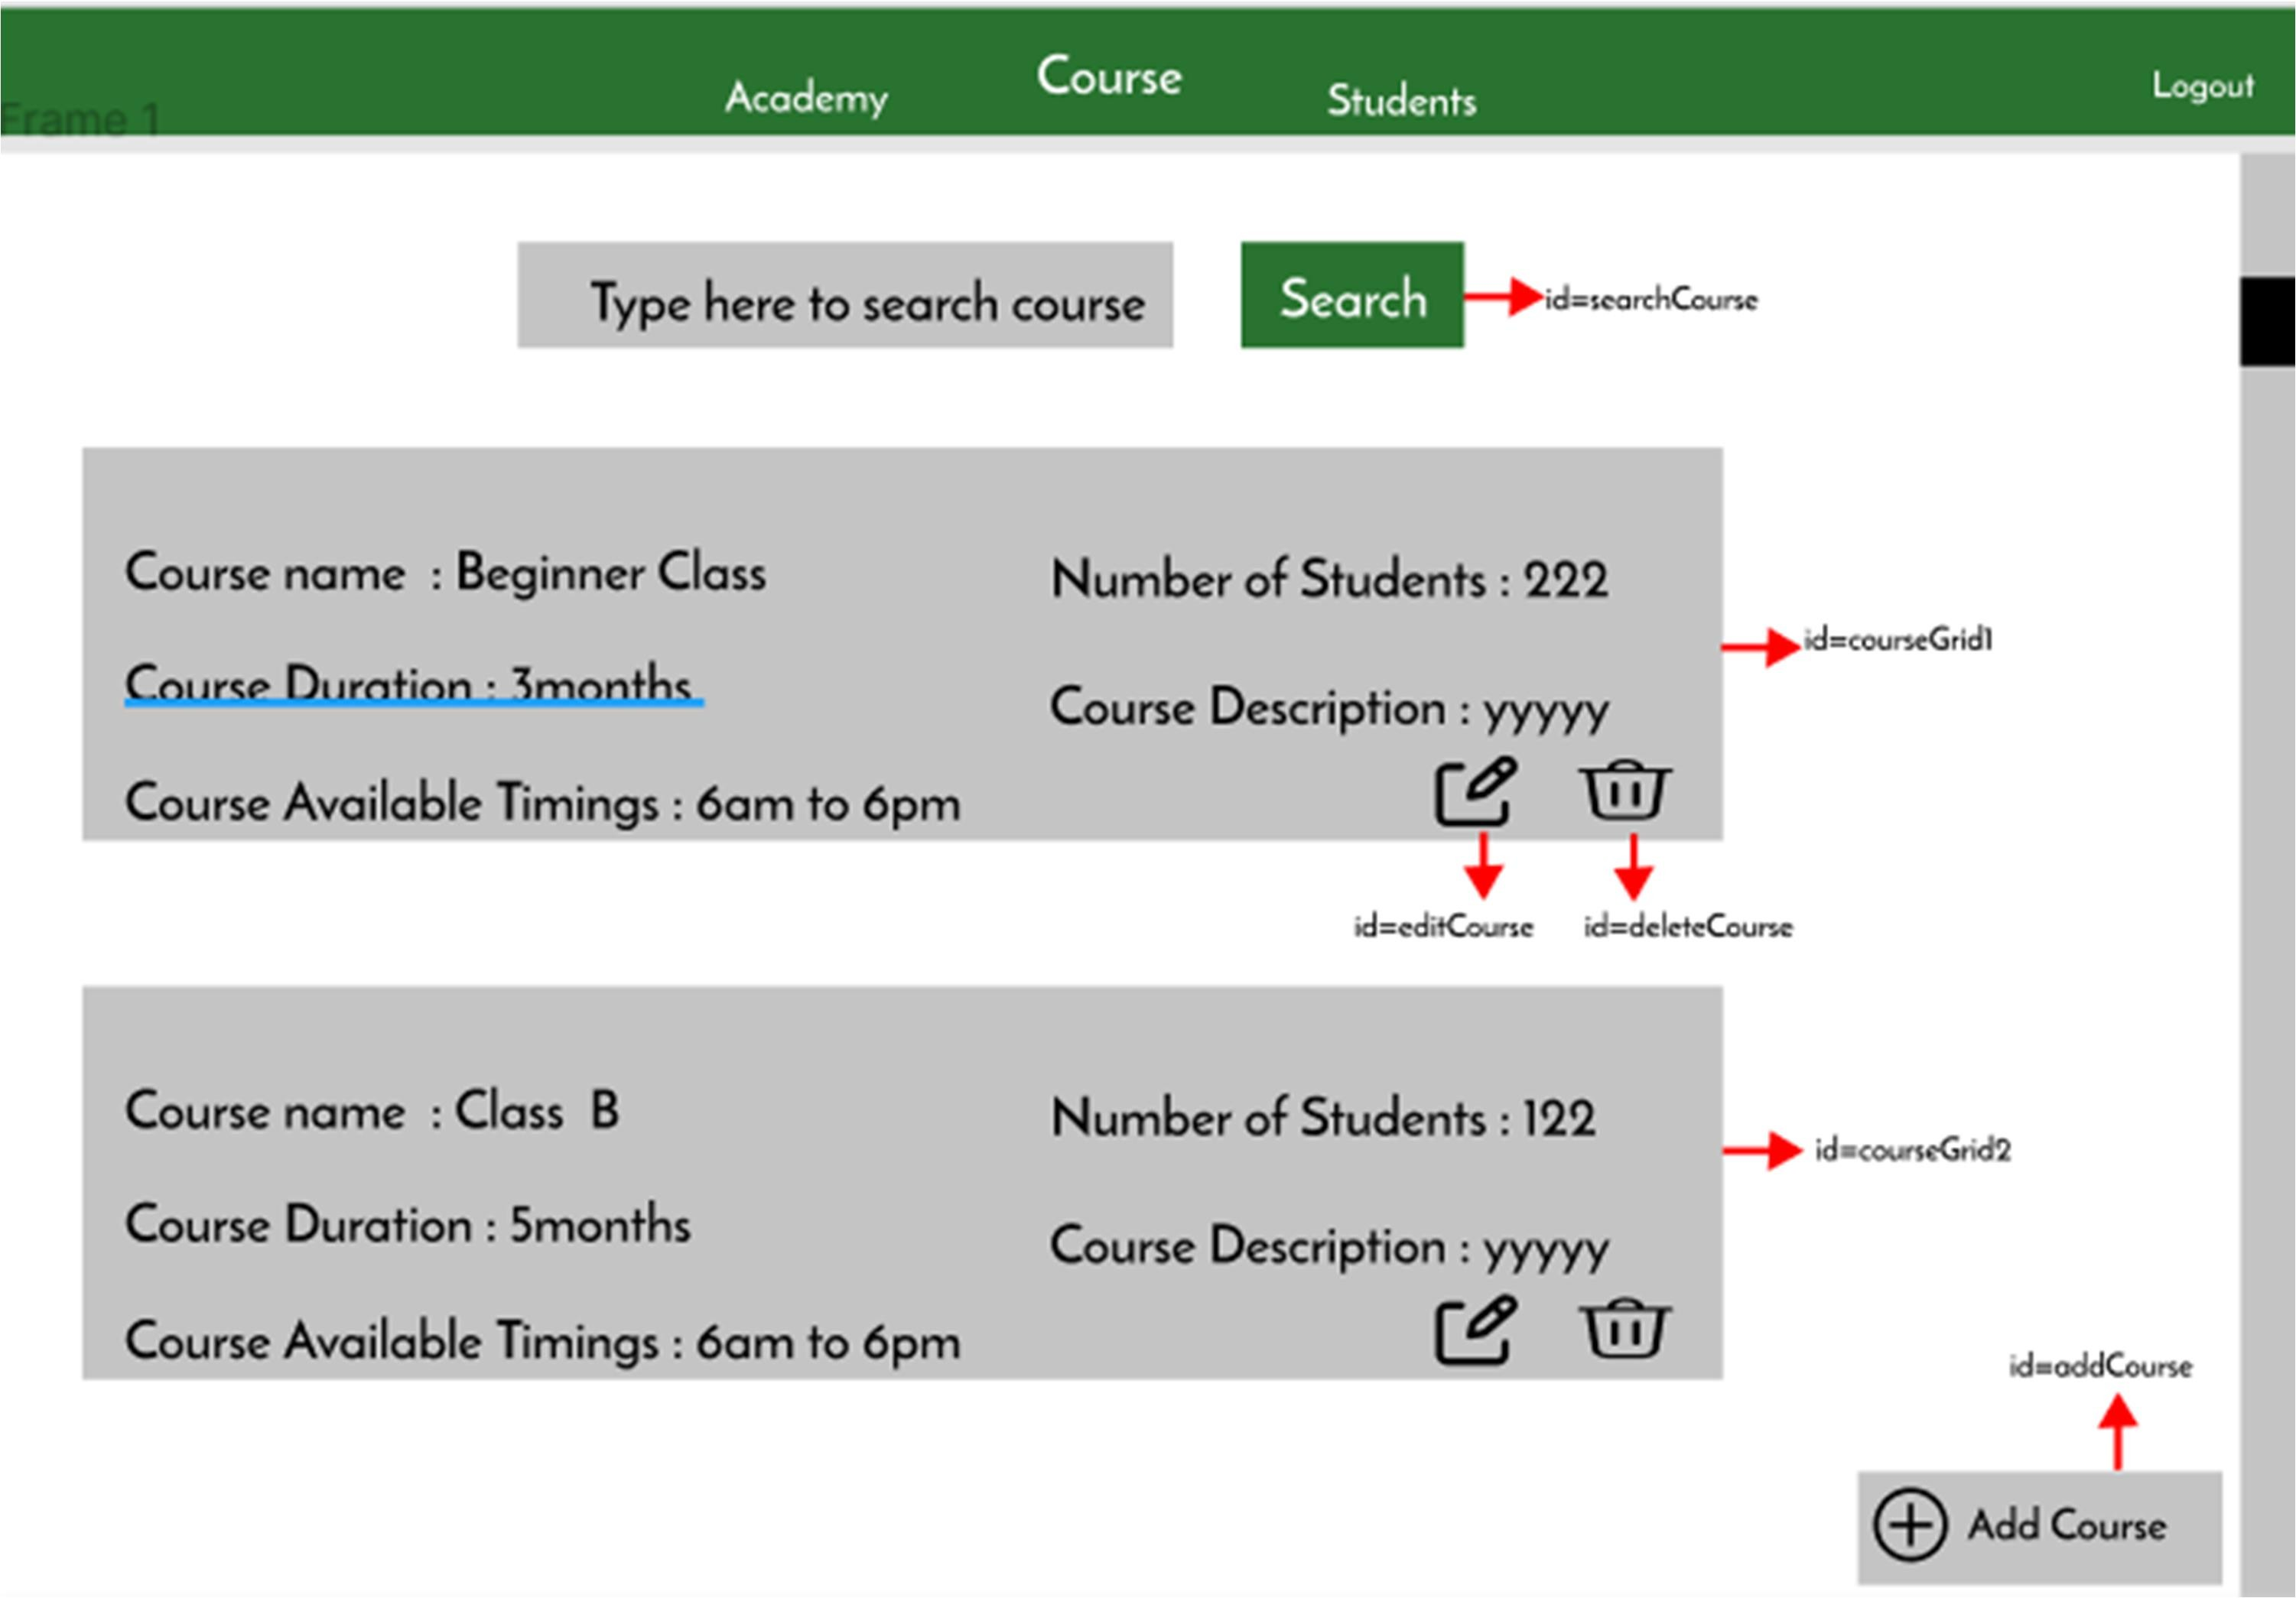 Academy Course Students Logout
Frame 1
Type here to search course
Search
id=searchCourse
Course name : Beginner Class
Number of Students : 222
id=courseGrid1
Course Duration : 3months
Course Description : yyyyy
Course Available Timings : 6am to 6pm
id=editCourse
id=deleteCourse
Course name : Class B
Number of Students : 122
id=courseGrid2
Course Duration : 5months
Course Description : yyyyy
Course Available Timings : 6am to 6pm
id=addCourse
Add Course